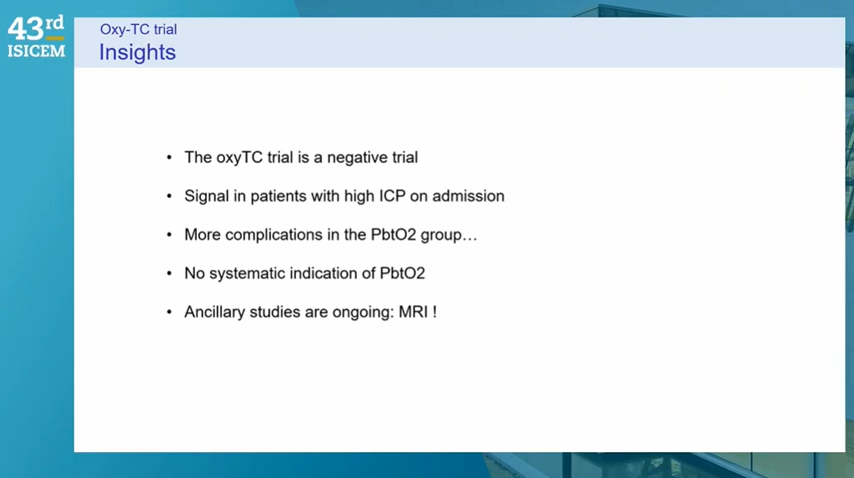 43rd
ISICEM
Oxy-TC trial
Insights
• The oxyTC trial is a negative trial
• Signal in patients with high ICP on admission
• More complications in the PbtO2 group…
• No systematic indication of PbtO2
• Ancillary studies are ongoing: MRI !